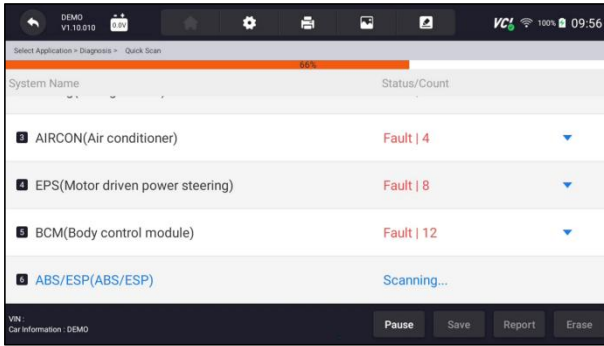 DEMO
V1.10.010
0.0V
VCI
100%
09:56
Select Application > Diagnosis > Quick Scan
66%
System Name Status/Count
3 AIRCON(Air conditioner) Fault | 4
4 EPS(Motor driven power steering) Fault | 8
5 BCM(Body control module) Fault | 12
6 ABS/ESP(ABS/ESP) Scanning...
VIN :
Car Information : DEMO
Pause Save Report Erase